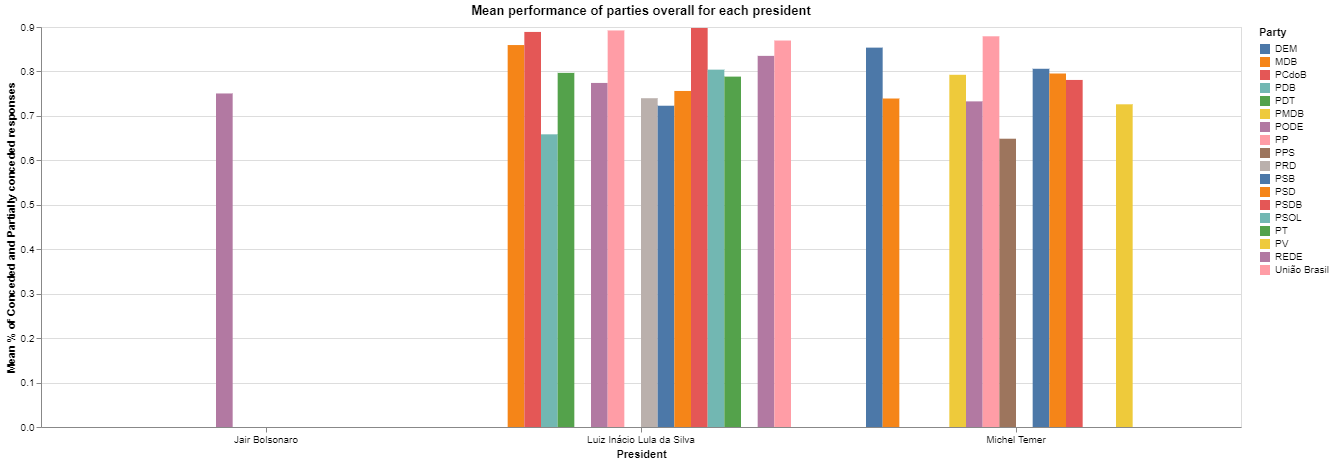 Mean performance of parties overall for each president
Mean % of Conceded and Partially conceded responses
0.9
0.8
0.7
0.6
0.5
0.4
0.3
0.2
0.1
0.0
Jair Bolsonaro
Luiz Inácio Lula da Silva
Michel Temer
President
Party
DEM
MDB
PCdoB
PDB
PDT
PMDB
PODE
PP
PPS
PRD
PSB
PSD
PSDB
PSOL
PT
PV
REDE
União Brasil